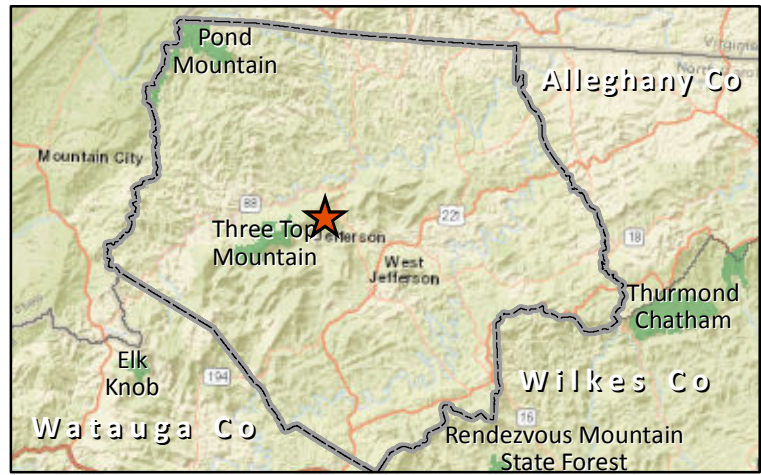 Pond
Mountain
Virginia
Alleghany Co
Mountain City
88
221
Three Top
Mountain
Jefferson
18
West
Jefferson
Thurmond
Chatham
Elk
Knob
194
Wilkes Co
16
Watauga Co
Rendezvous Mountain
State Forest